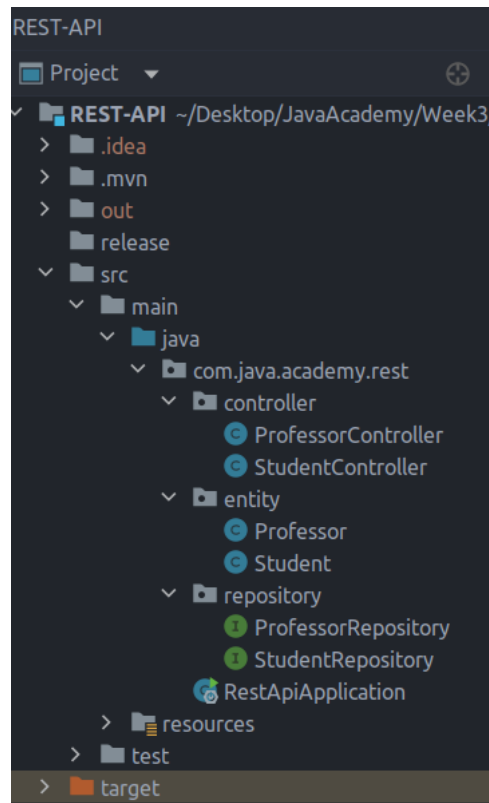 REST-API
Project
REST-API ~/Desktop/JavaAcademy/Week3
.idea
.mvn
out
release
src
main
java
com.java.academy.rest
controller
ProfessorController
StudentController
entity
Professor
Student
repository
ProfessorRepository
StudentRepository
RestApiApplication
resources
test
target